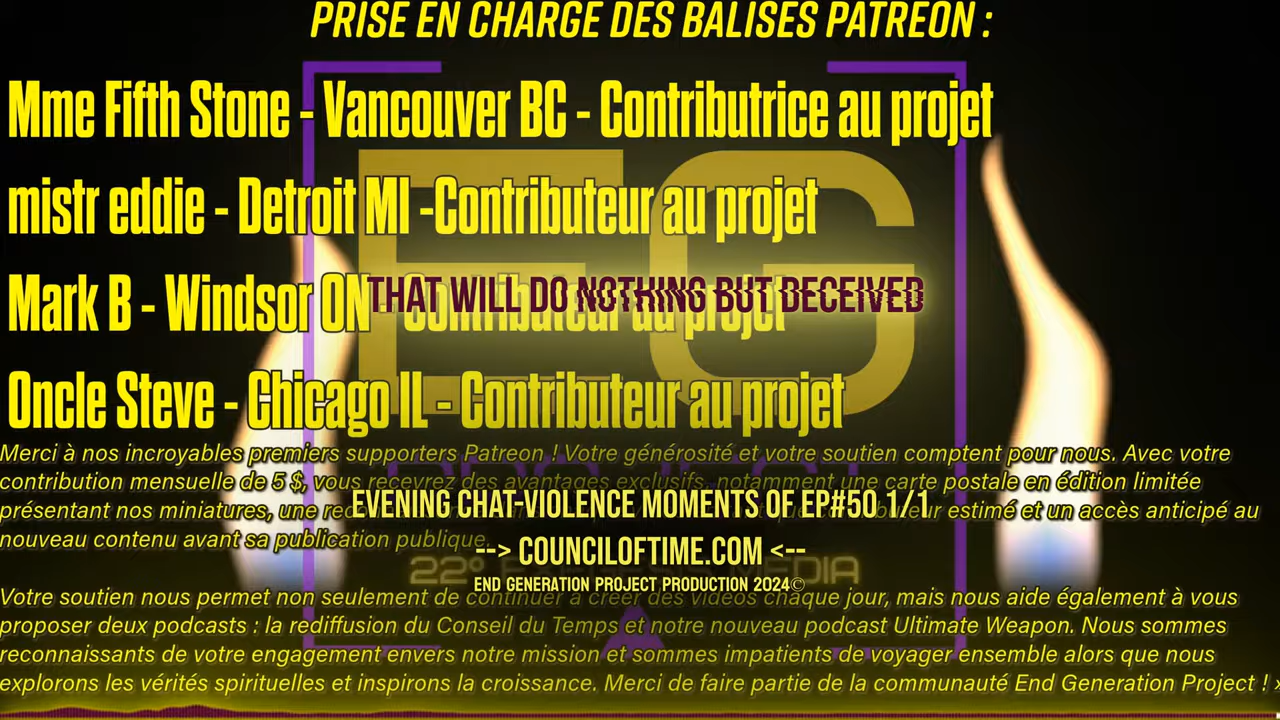 PRISE EN CHARGE DES BALISES PATREON :
Mme Fifth Stone - Vancouver BC - Contributrice au projet
mistr eddie - Detroit MI -Contributeur au projet
Mark B - Windsor ON - Contributeur au projet
THAT WILL DO NOTHING BUT DECEIVED
Oncle Steve - Chicago IL - Contributeur au projet
EG
Merci à nos incroyables premiers supporters Patreon ! Votre générosité et votre soutien comptent pour nous. Avec votre
contribution mensuelle de 5 $, vous recevrez des avantages exclusifs, notamment une carte postale en édition limitée
présentant nos miniatures, une estimé et un accès anticipé au
nouveau contenu avant sa publication publique.
EVENING CHAT-VIOLENCE MOMENTS OF EP#50 1/1
--> COUNCILOFTIME.COM <--
22°
END GENERATION PROJECT PRODUCTION 2024©
Votre soutien nous permet non seulement de continuer à créer des vidéos chaque jour, mais nous aide également à vous
proposer deux podcasts : la rediffusion du Conseil du Temps et notre nouveau podcast Ultimate Weapon. Nous sommes
reconnaissants de votre engagement envers notre mission et sommes impatients de voyager ensemble alors que nous
explorons les vérités spirituelles et inspirons la croissance. Merci de faire partie de la communauté End Generation Project ! »